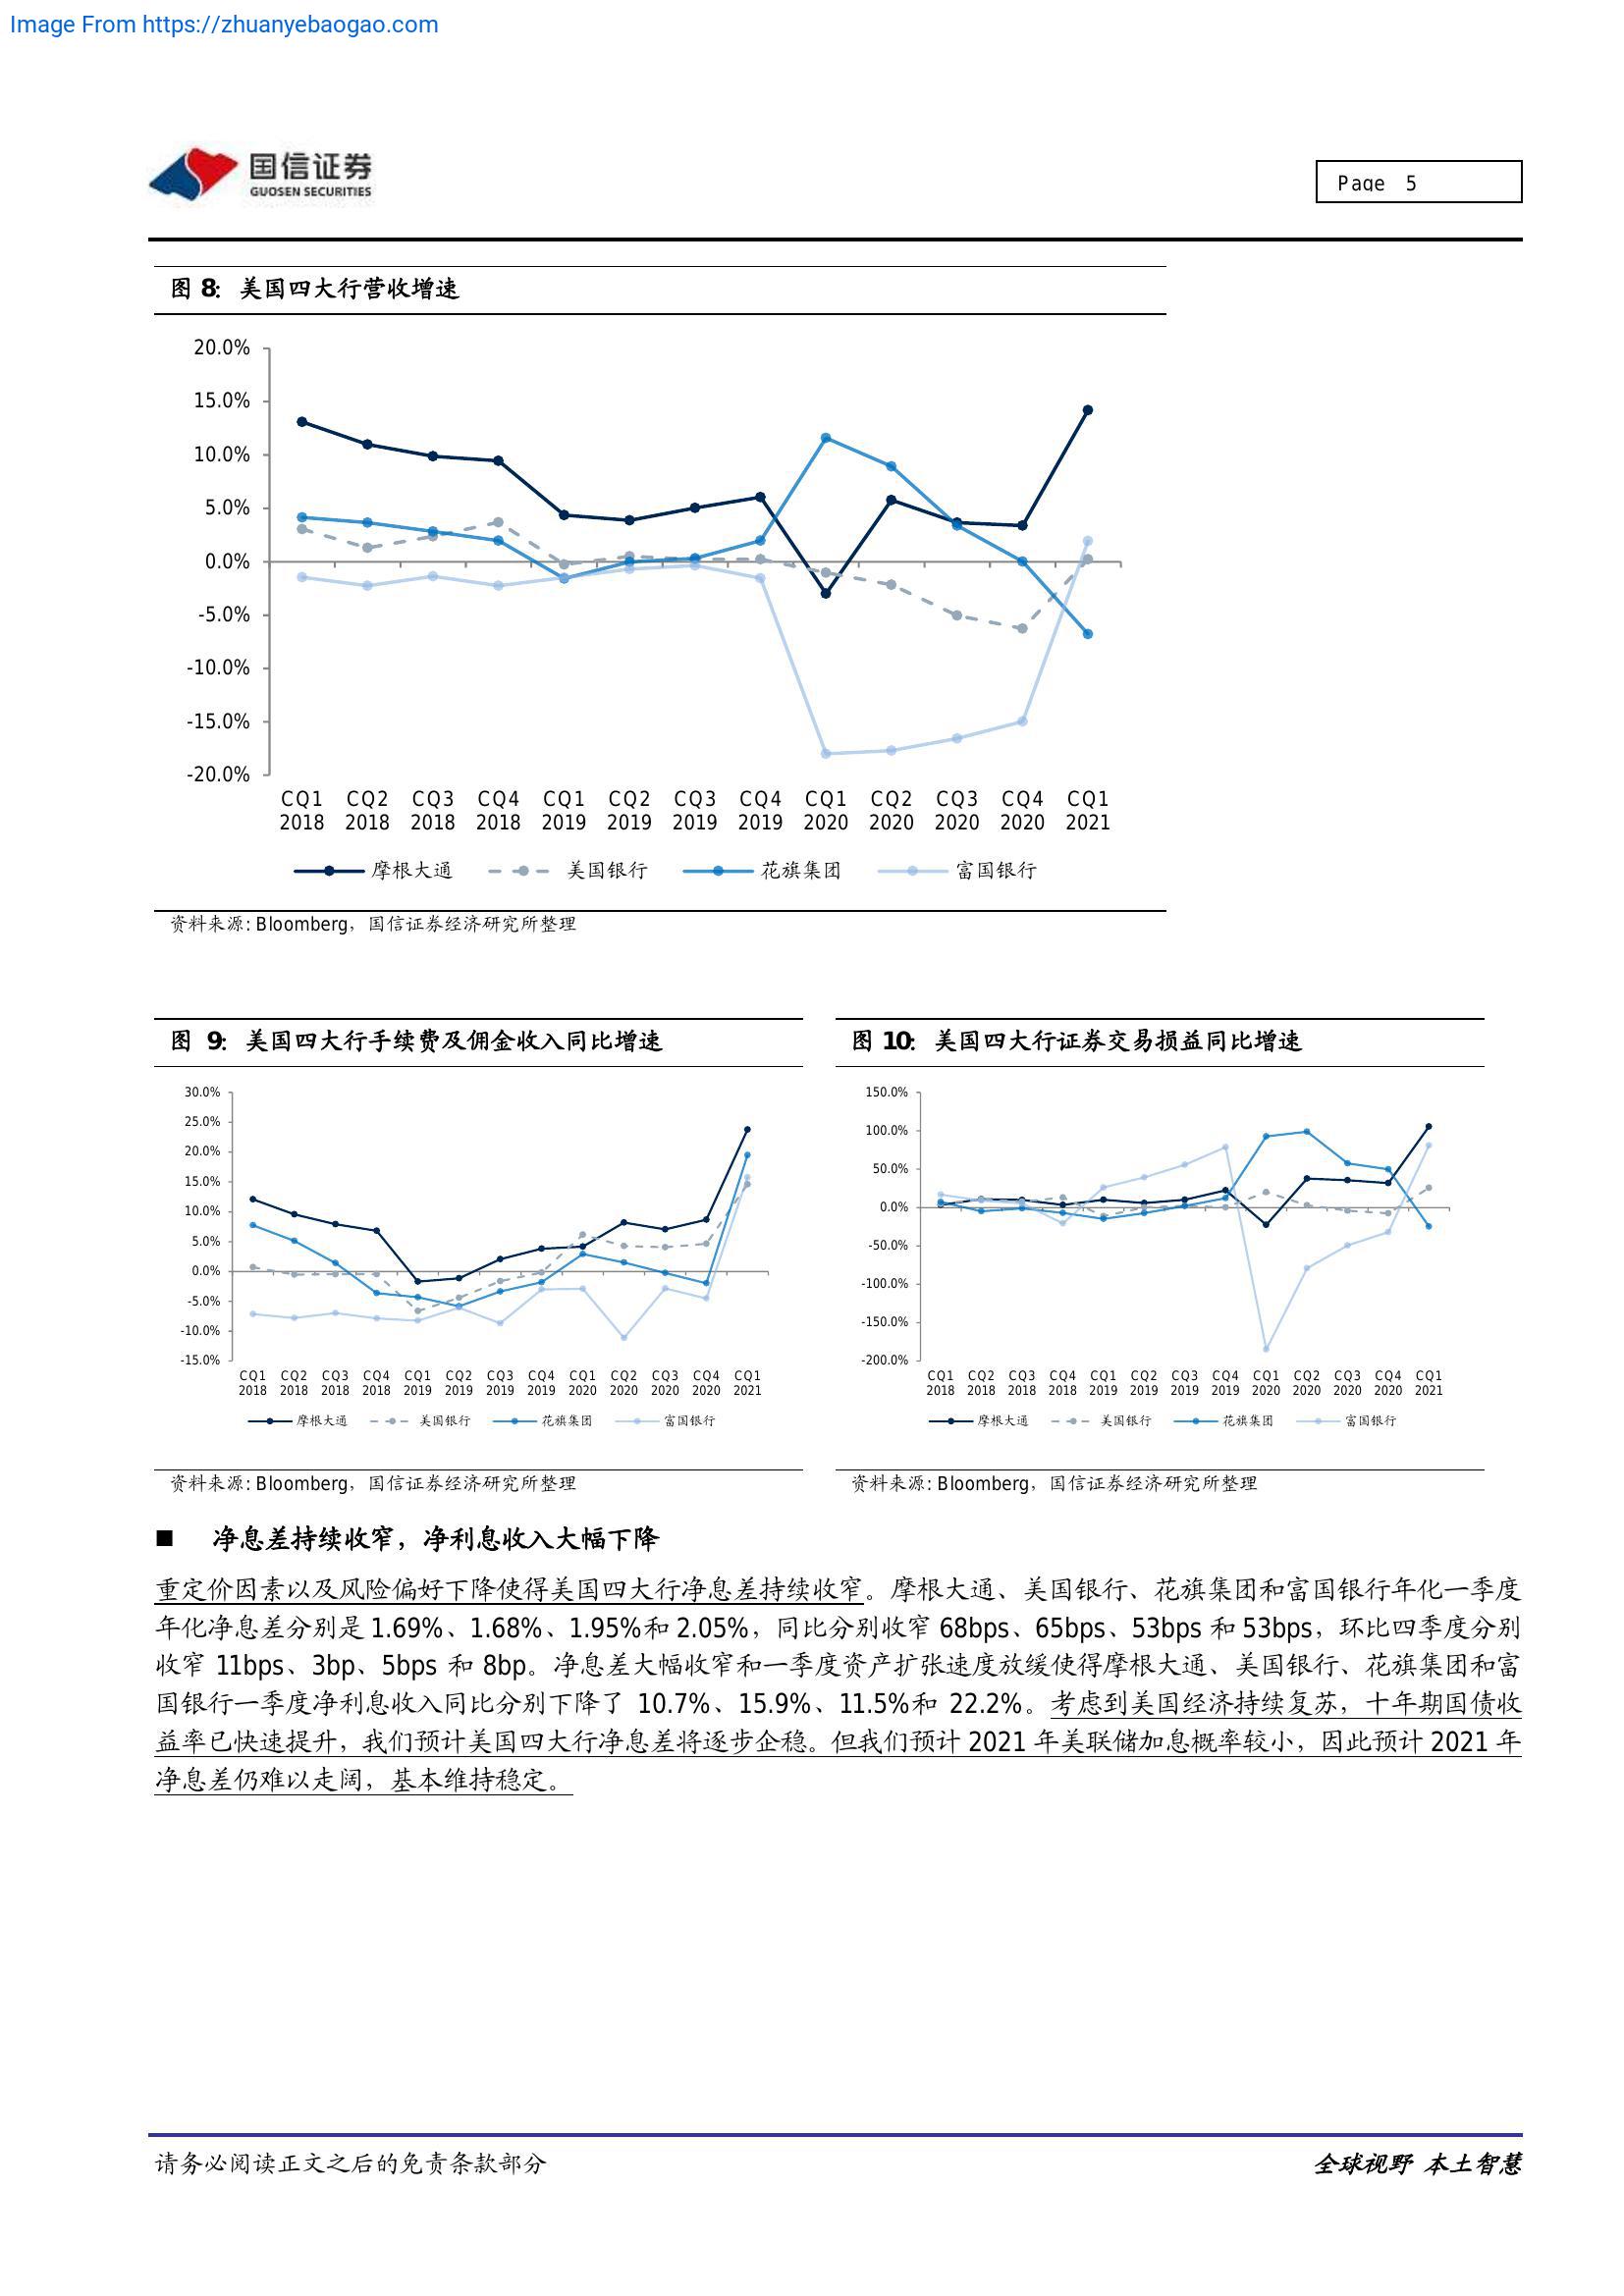 Image From https://zhuanyebaogao.com
国信证券
GUOSEN SECURITIES
Page 5
图 8：美国四大行营收增速
20.0%
15.0%
10.0%
5.0%
0.0%
-5.0%
-10.0%
-15.0%
-20.0%
CQ1 CQ2 CQ3 CQ4 CQ1 CQ2 CQ3 CQ4 CQ1 CQ2 CQ3 CQ4 CQ1
2018 2018 2018 2018 2019 2019 2019 2019 2020 2020 2020 2020 2021
摩根大通 美国银行 花旗集团 富国银行
资料来源: Bloomberg，国信证券经济研究所整理
图 9：美国四大行手续费及佣金收入同比增速
30.0%
25.0%
20.0%
15.0%
10.0%
5.0%
0.0%
-5.0%
-10.0%
-15.0%
CQ1 CQ2 CQ3 CQ4 CQ1 CQ2 CQ3 CQ4 CQ1 CQ2 CQ3 CQ4 CQ1
2018 2018 2018 2018 2019 2019 2019 2019 2020 2020 2020 2020 2021
摩根大通 美国银行 花旗集团 富国银行
资料来源: Bloomberg，国信证券经济研究所整理
图 10：美国四大行证券交易损益同比增速
150.0%
100.0%
50.0%
0.0%
-50.0%
-100.0%
-150.0%
-200.0%
CQ1 CQ2 CQ3 CQ4 CQ1 CQ2 CQ3 CQ4 CQ1 CQ2 CQ3 CQ4 CQ1
2018 2018 2018 2018 2019 2019 2019 2019 2020 2020 2020 2020 2021
摩根大通 美国银行 花旗集团 富国银行
资料来源: Bloomberg，国信证券经济研究所整理
■ 净息差持续收窄，净利息收入大幅下降
重定价因素以及风险偏好下降使得美国四大行净息差持续收窄。摩根大通、美国银行、花旗集团和富国银行年化一季度
年化净息差分别是 1.69%、1.68%、1.95%和 2.05%，同比分别收窄 68bps、65bps、53bps 和 53bps，环比四季度分别
收窄 11bps、3bp、5bps 和 8bp。净息差大幅收窄和一季度资产扩张速度放缓使得摩根大通、美国银行、花旗集团和富
国银行一季度净利息收入同比分别下降了 10.7%、15.9%、11.5%和 22.2%。考虑到美国经济持续复苏，十年期国债收
益率已快速提升，我们预计美国四大行净息差将逐步企稳。但我们预计 2021 年美联储加息概率较小，因此预计 2021 年
净息差仍难以走阔，基本维持稳定。
请务必阅读正文之后的免责条款部分
全球视野 本土智慧